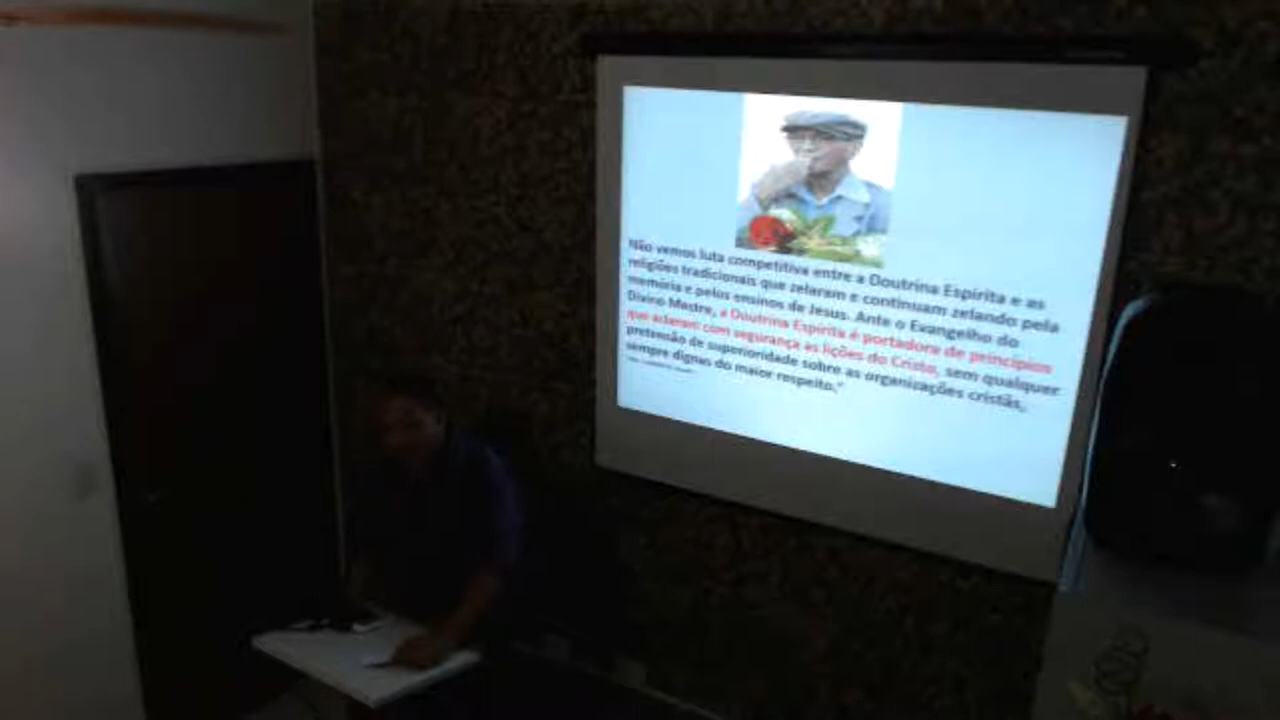 Não vemos luta competitiva entre a Doutrina Espírita e as
religiões tradicionais que zelaram e continuam zelando pela
memória e pelos ensinos de Jesus. Ante o Evangelho do
Divino Mestre, a Doutrina Espírita é portadora de princípios
que aclaram com segurança as lições do Cristo, sem qualquer
pretensão de superioridade sobre as organizações cristãs,
sempre dignas do maior respeito."